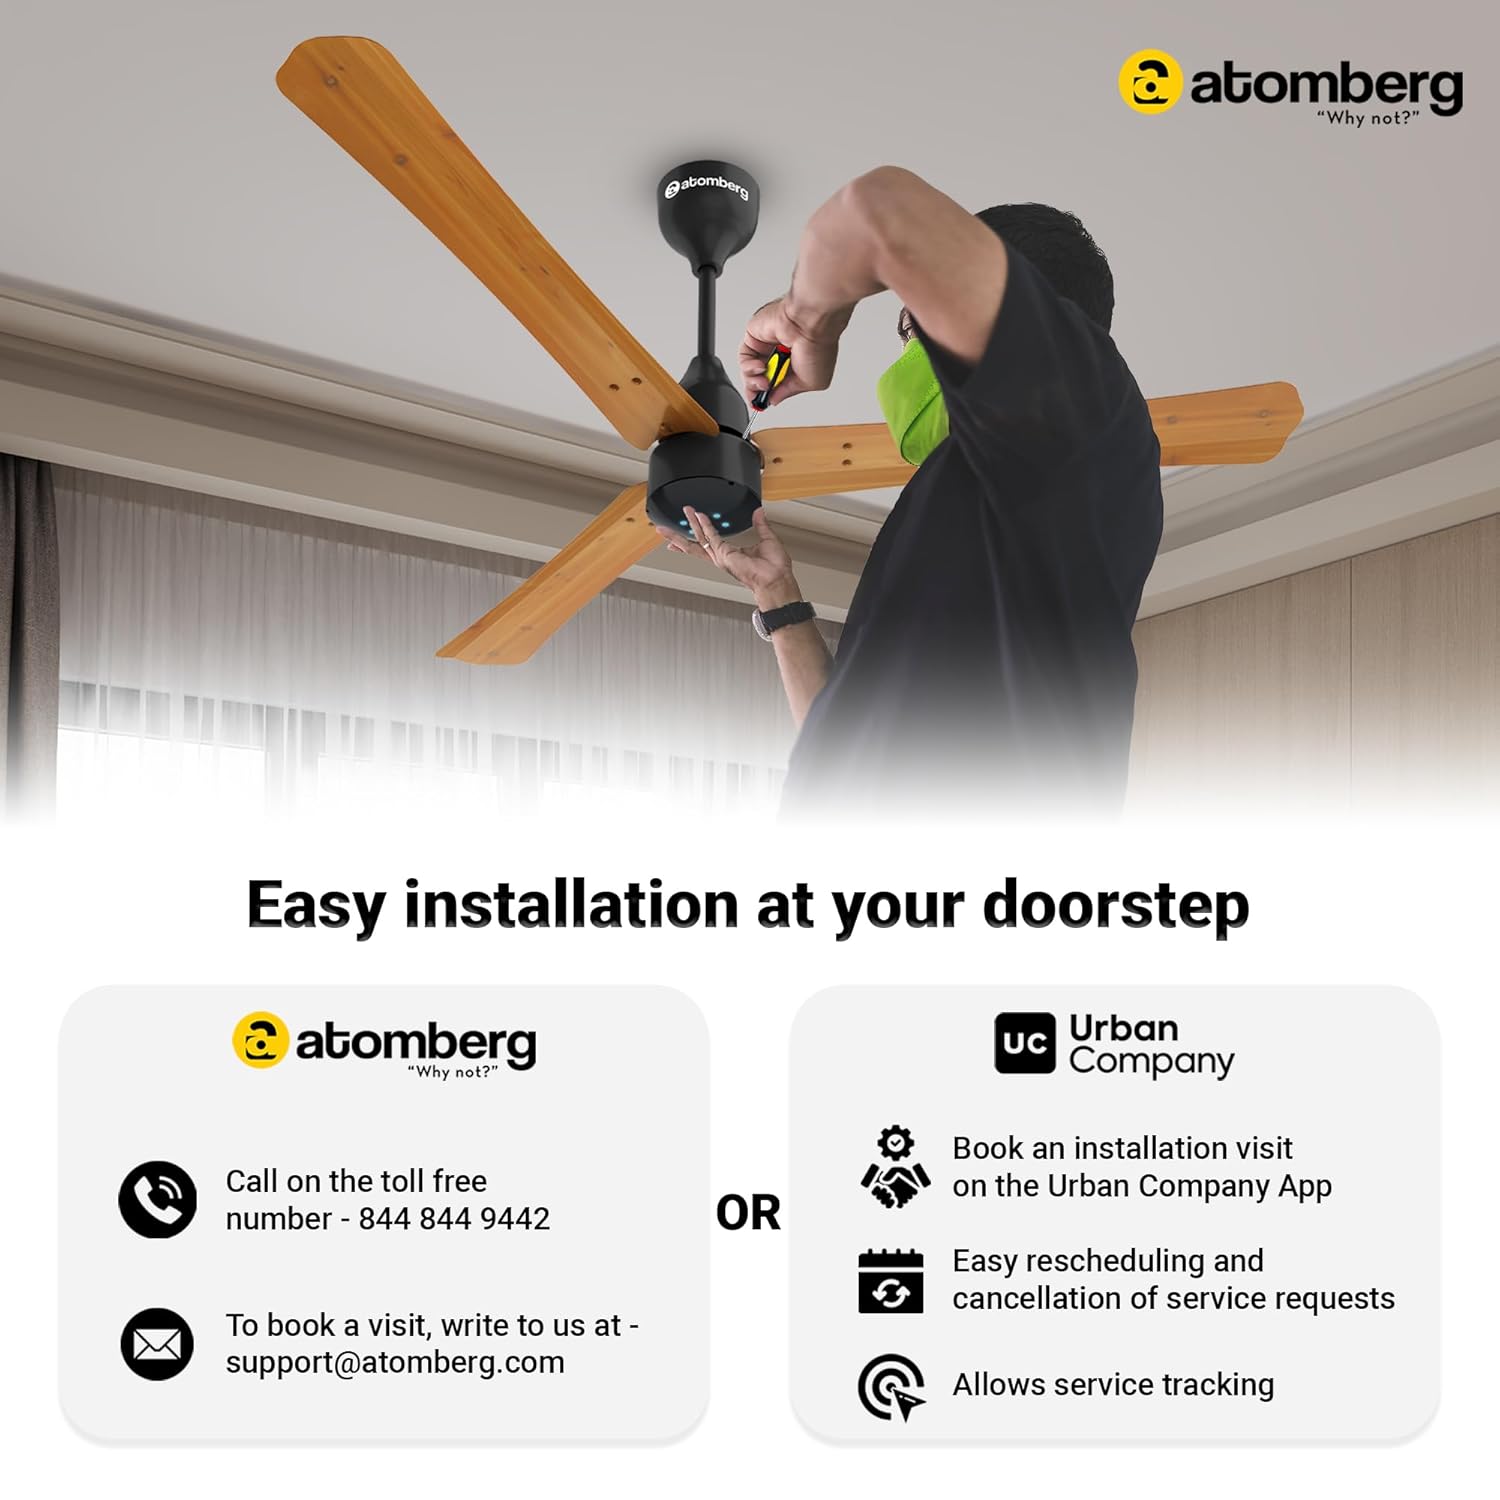 atomberg
"Why not?"
atomberg
Easy installation at your doorstep
atomberg
"Why not?"
Call on the toll free
number - 844 844 9442
To book a visit, write to us at -
support@atomberg.com
OR
UC Urban
Company
Book an installation visit
on the Urban Company App
Easy rescheduling and
cancellation of service requests
Allows service tracking